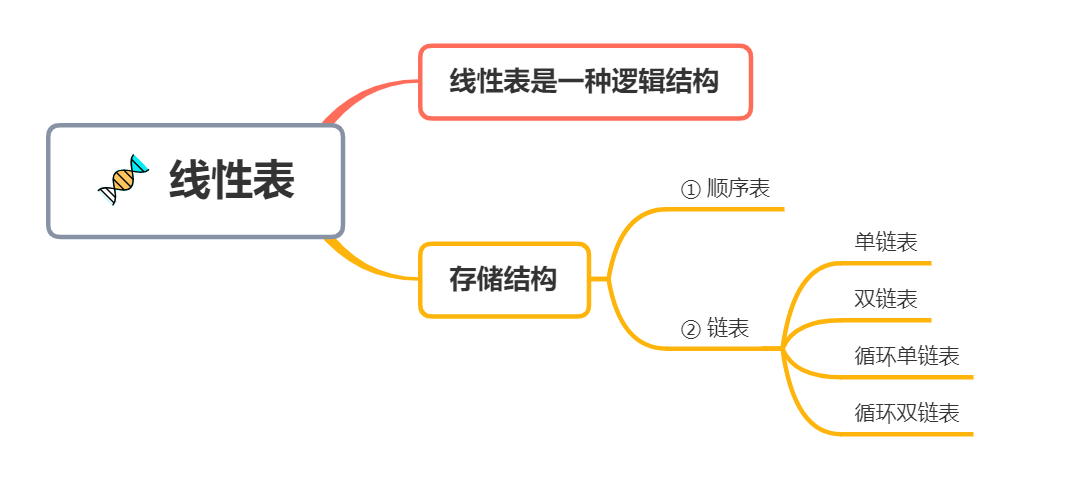 线性表是一种逻辑结构
线性表
① 顺序表
单链表
存储结构
双链表
② 链表
循环单链表
循环双链表